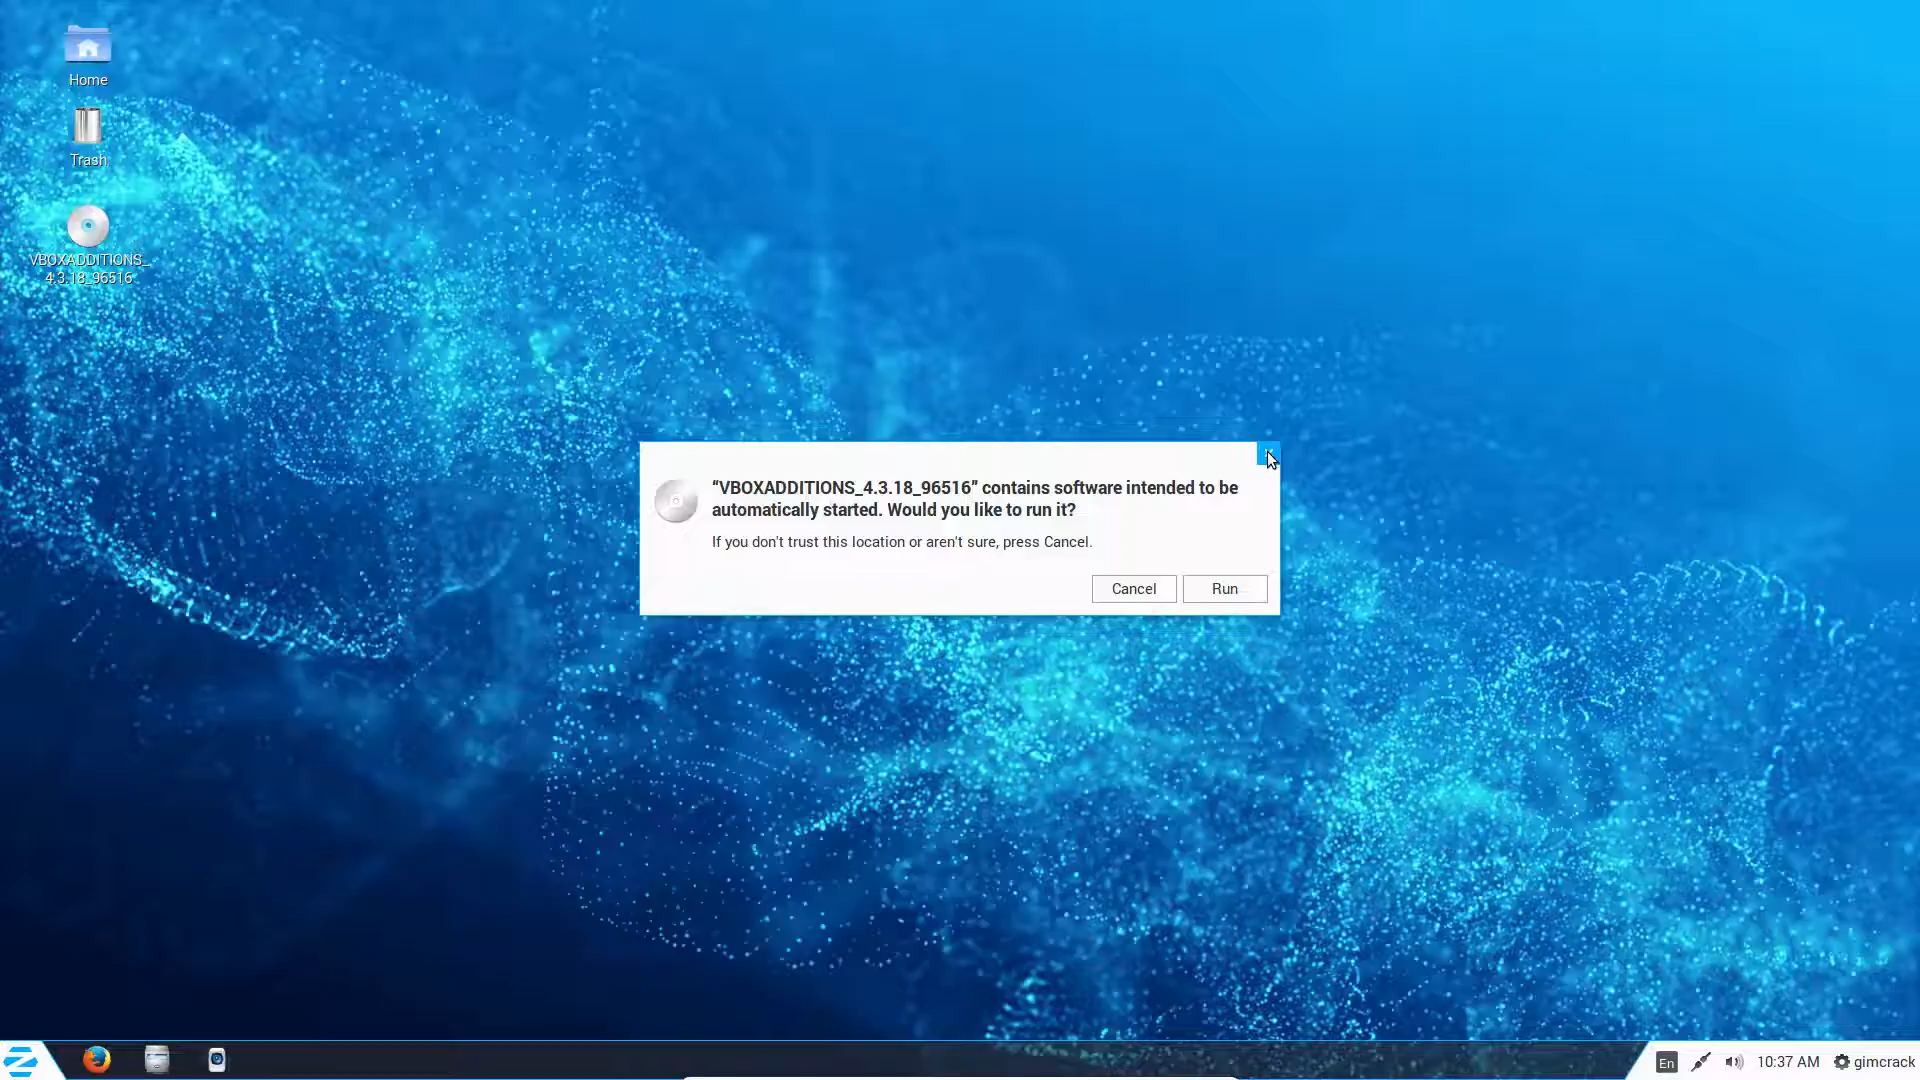 Home
Trash
VBOXADDITIONS_
4.3.18_96516
“VBOXADDITIONS_4.3.18_96516” contains software intended to be
automatically started. Would you like to run it?
If you don't trust this location or aren't sure, press Cancel.
Cancel
Run
En
10:37 AM
gimcrack